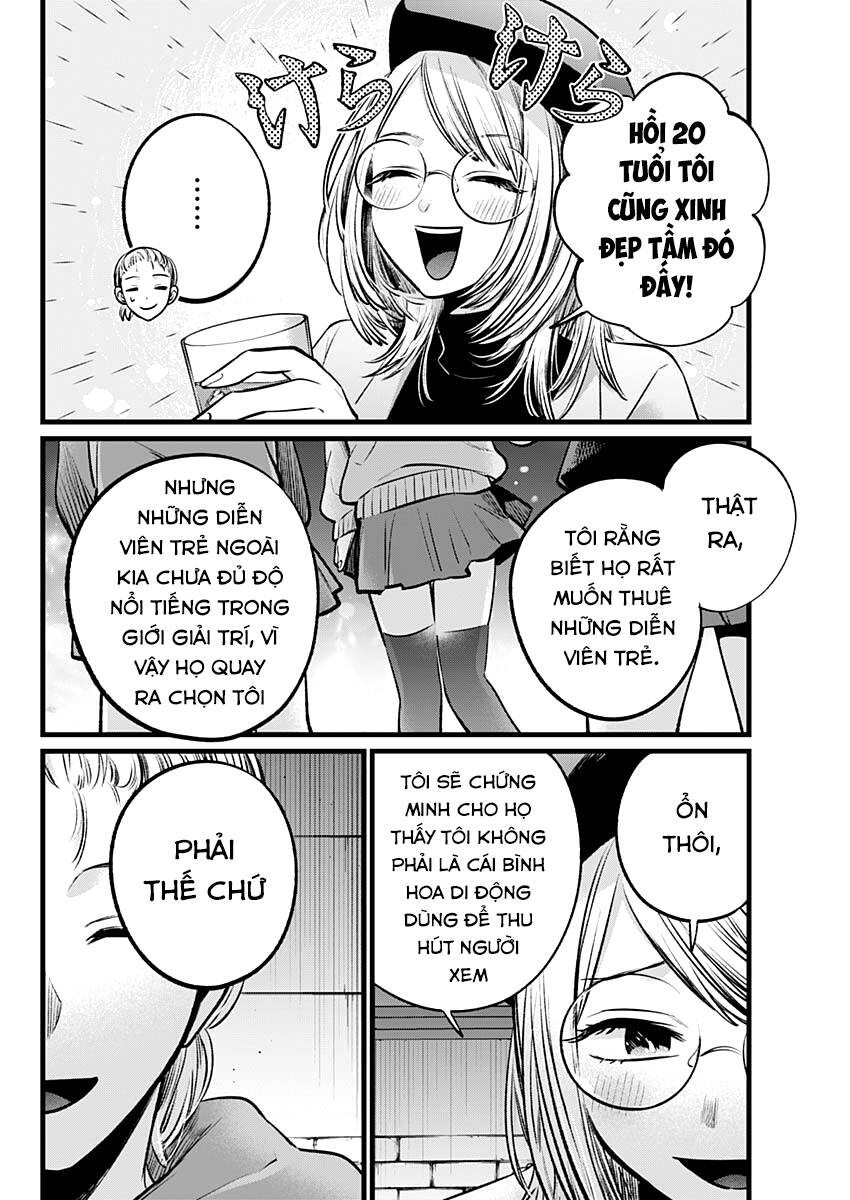 けら
けら
HỒI 20
TUỔI TÔI
CŨNG XINH
ĐẸP TẦM ĐÓ
ĐẤY!
......
THẬT
RA,
TÔI RẰNG
BIẾT HỌ RẤT
MUỐN THUÊ
NHỮNG DIỄN
VIÊN TRẺ.
NHƯNG
NHỮNG DIỄN
VIÊN TRẺ NGOÀI
KIA CHƯA ĐỦ ĐỘ
NỔI TIẾNG TRONG
GIỚI GIẢI TRÍ, VÌ
VẬY HỌ QUAY
RA CHỌN TÔI
ỔN
THÔI,
TÔI SẼ CHỨNG
MINH CHO HỌ
THẤY TÔI KHÔNG
PHẢI LÀ CÁI BÌNH
HOA DI ĐỘNG
DÙNG ĐỂ THU
HÚT NGƯỜI
XEM
PHẢI
THẾ CHỨ